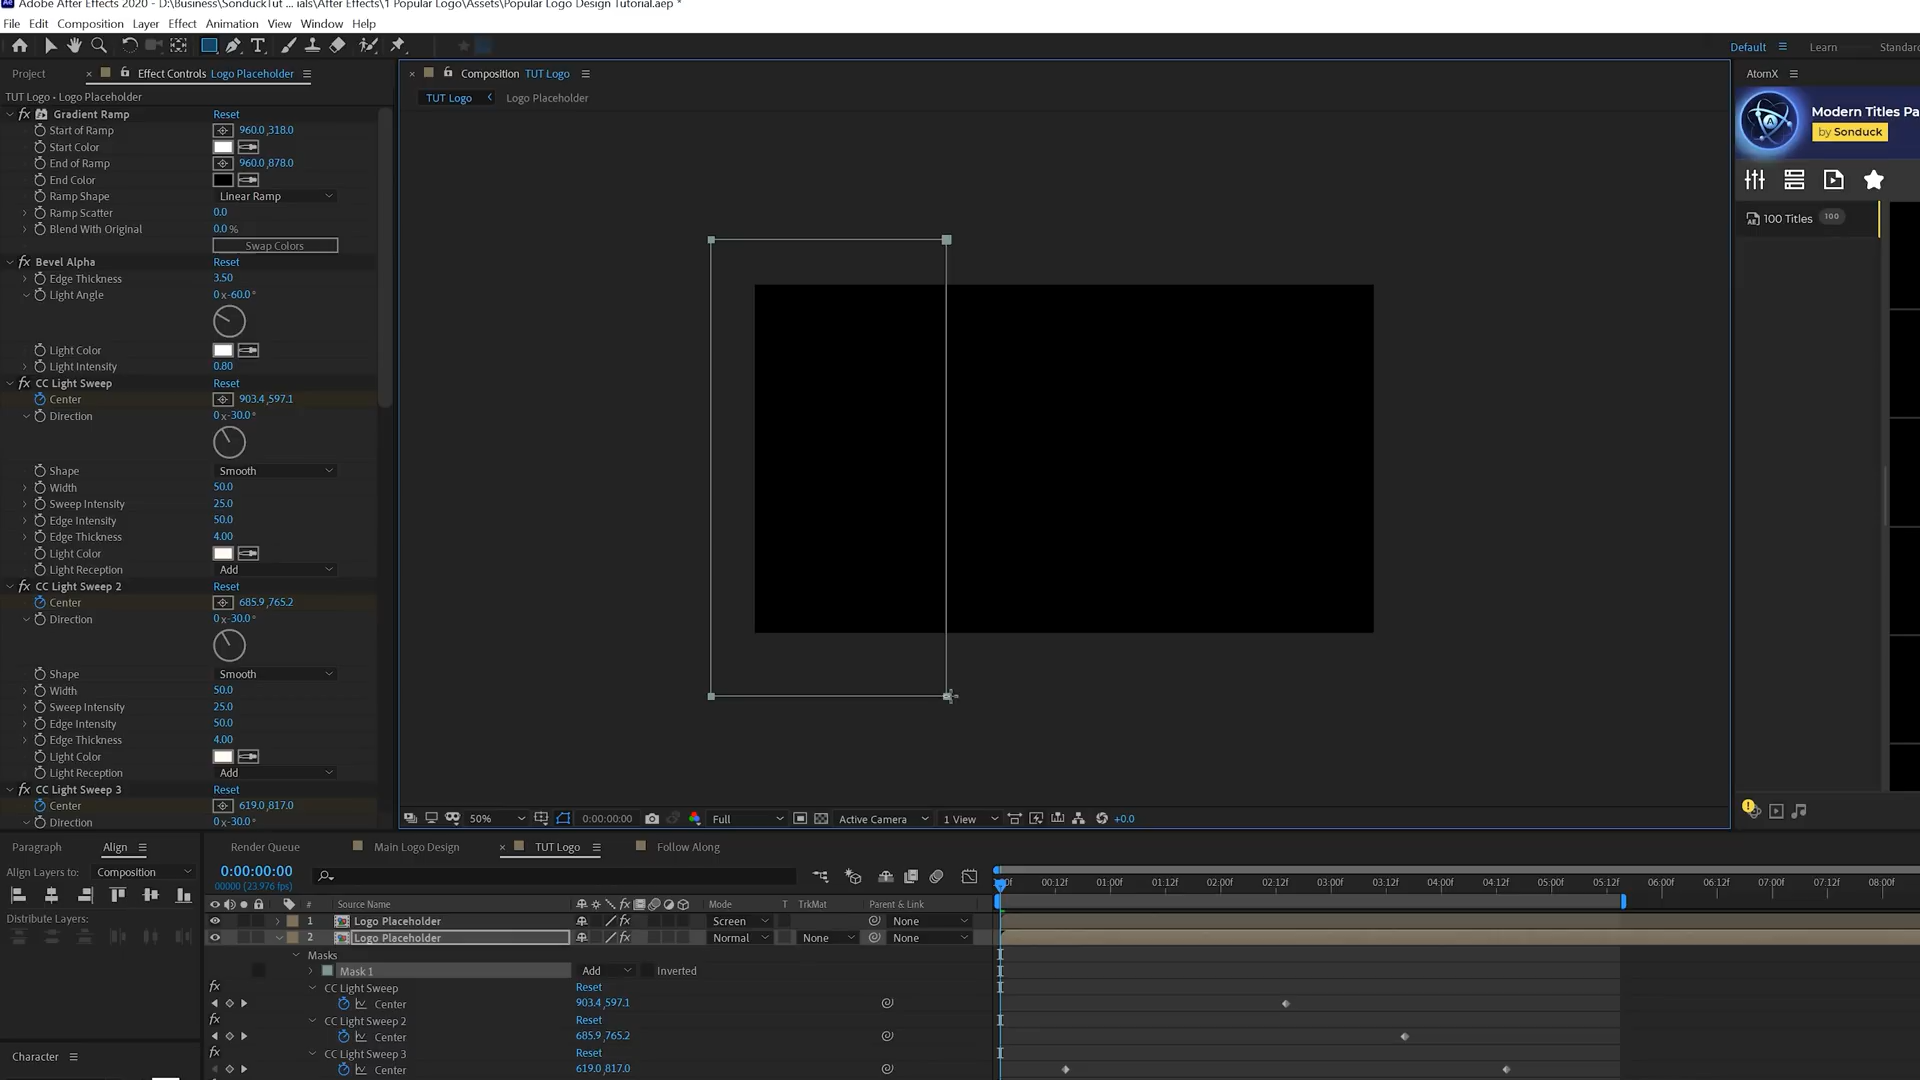 Adobe After Effects 2020 - D:\Business\SonduckTut ... ials\After Effects\1 Popular Logo\Assets\Popular Logo Design Tutorial.aep *
File Edit Composition Layer Effect Animation View Window Help
Default Learn Standard
Project Effect Controls Logo Placeholder
Composition TUT Logo
AtomX
TUT Logo - Logo Placeholder
TUT Logo Logo Placeholder
Modern Titles Pa
by Sonduck
100 Titles 100
fx Gradient Ramp Reset
Start of Ramp 960.0,318.0
Start Color
End of Ramp 960.0,878.0
End Color
Ramp Shape Linear Ramp
Ramp Scatter 0.0
Blend With Original 0.0 %
Swap Colors
fx Bevel Alpha Reset
Edge Thickness 3.50
Light Angle 0 x-60.0°
Light Color
Light Intensity 0.80
fx CC Light Sweep Reset
Center 903.4,597.1
Direction 0 x-30.0°
Shape Smooth
Width 50.0
Sweep Intensity 25.0
Edge Intensity 50.0
Edge Thickness 4.00
Light Color
Light Reception Add
fx CC Light Sweep 2 Reset
Center 685.9,765.2
Direction 0 x-30.0°
Shape Smooth
Width 50.0
Sweep Intensity 25.0
Edge Intensity 50.0
Edge Thickness 4.00
Light Color
Light Reception Add
fx CC Light Sweep 3 Reset
Center 619.0,817.0
Direction 0 x-30.0°
50% 0:00:00:00 Full Active Camera 1 View +0.0
Paragraph Align
Align Layers to: Composition
Distribute Layers:
Character
Render Queue Main Logo Design TUT Logo Follow Along
0:00:00:00
00000 (23.976 fps)
00:12f 01:00f 01:12f 02:00f 02:12f 03:00f 03:12f 04:00f 04:12f 05:00f 05:12f 06:00f 06:12f 07:00f 07:12f 08:00f
# Source Name Mode T TrkMat Parent & Link
1 Logo Placeholder Screen None
2 Logo Placeholder Normal None None
Masks
Mask 1 Add Inverted
fx CC Light Sweep Reset
Center 903.4,597.1
fx CC Light Sweep 2 Reset
Center 685.9,765.2
fx CC Light Sweep 3 Reset
Center 619.0,817.0